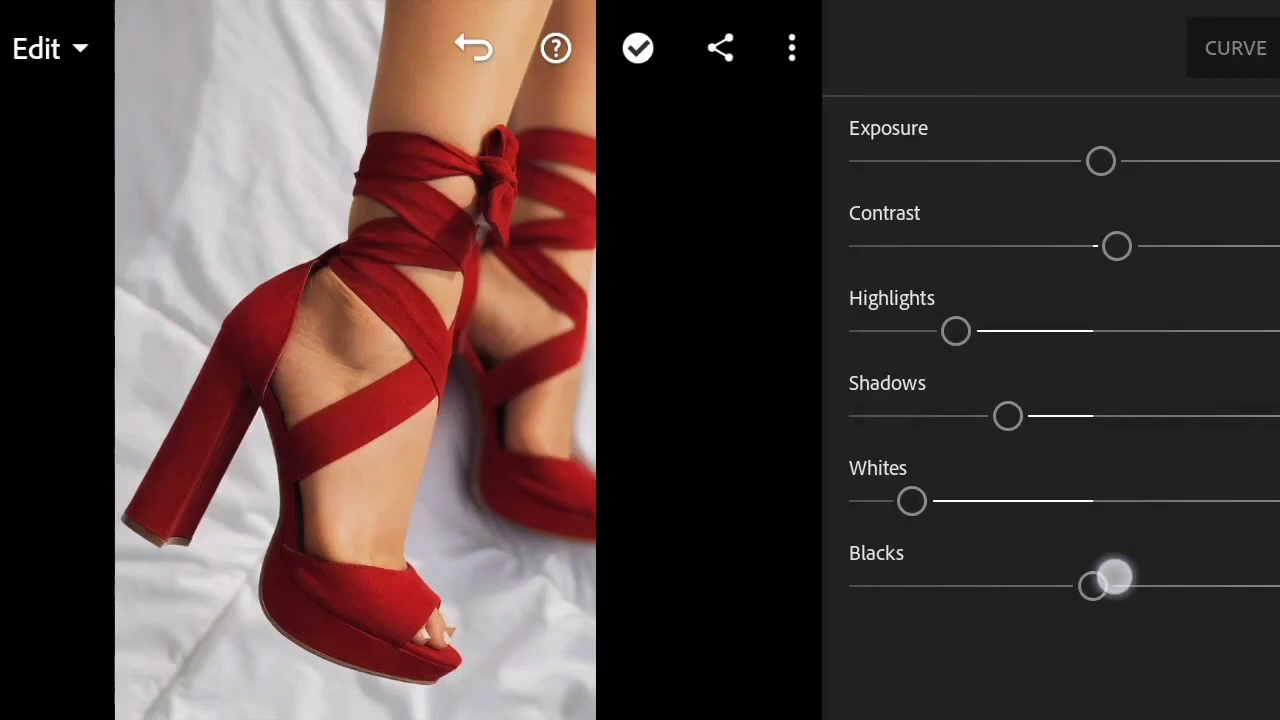 Edit
CURVE
Exposure
Contrast
Highlights
Shadows
Whites
Blacks